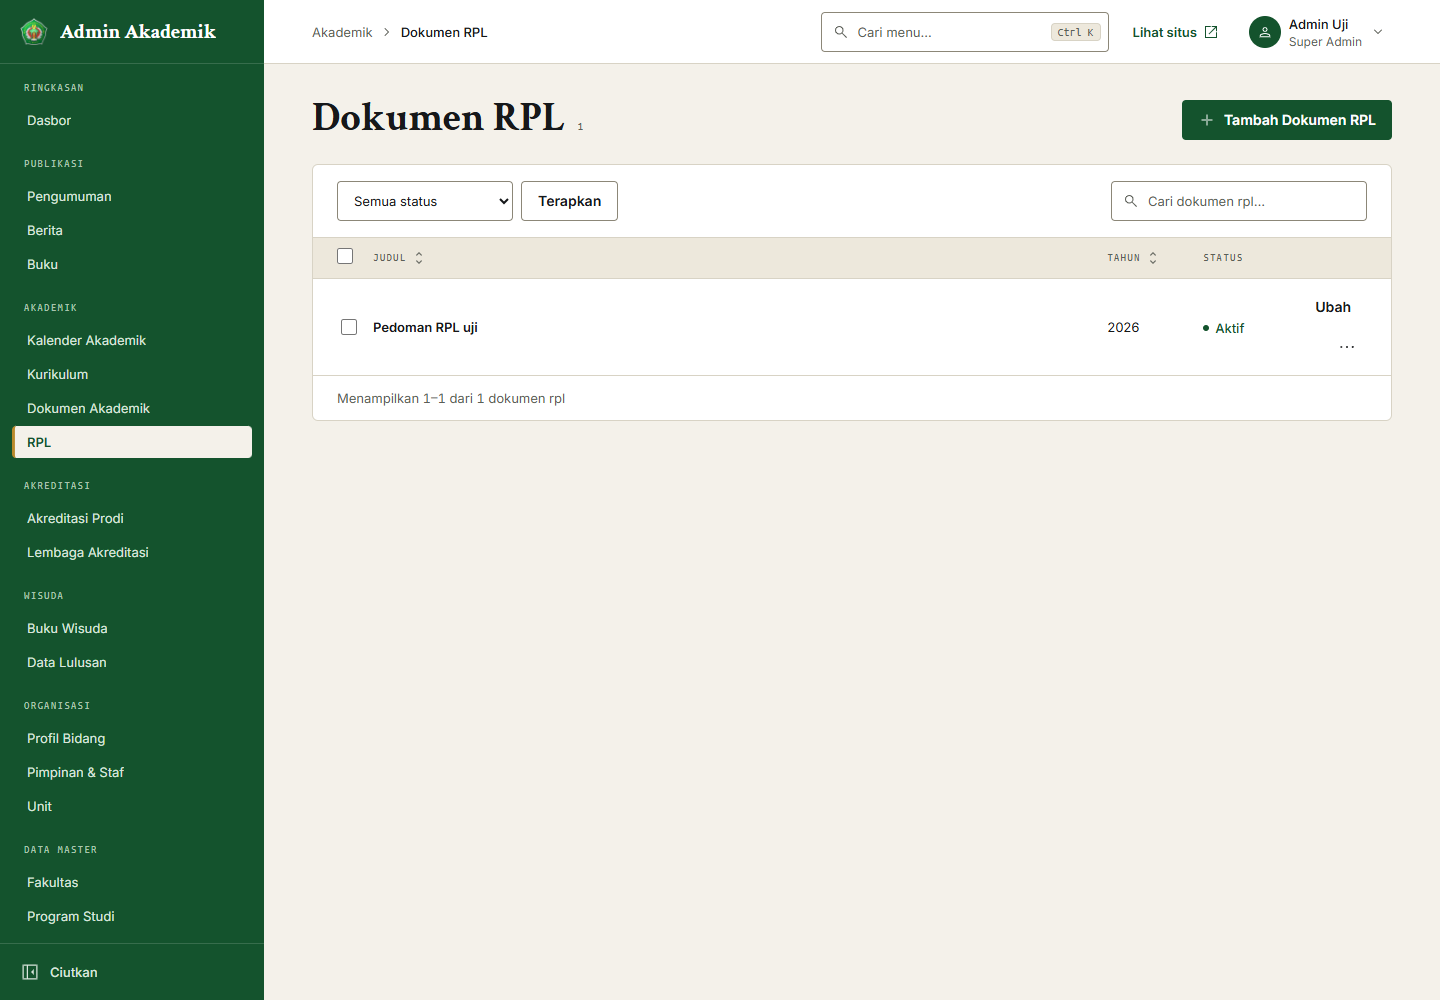 Admin Akademik
RINGKASAN
Dasbor
PUBLIKASI
Pengumuman
Berita
Buku
AKADEMIK
Kalender Akademik
Kurikulum
Dokumen Akademik
RPL
AKREDITASI
Akreditasi Prodi
Lembaga Akreditasi
WISUDA
Buku Wisuda
Data Lulusan
ORGANISASI
Profil Bidang
Pimpinan & Staf
Unit
DATA MASTER
Fakultas
Program Studi
Ciutkan
Akademik > Dokumen RPL
Cari menu... Ctrl K
Lihat situs
Admin Uji
Super Admin
Dokumen RPL 1
+ Tambah Dokumen RPL
Semua status Terapkan
Cari dokumen rpl...
JUDUL TAHUN STATUS
Pedoman RPL uji 2026 Aktif Ubah
...
Menampilkan 1–1 dari 1 dokumen rpl